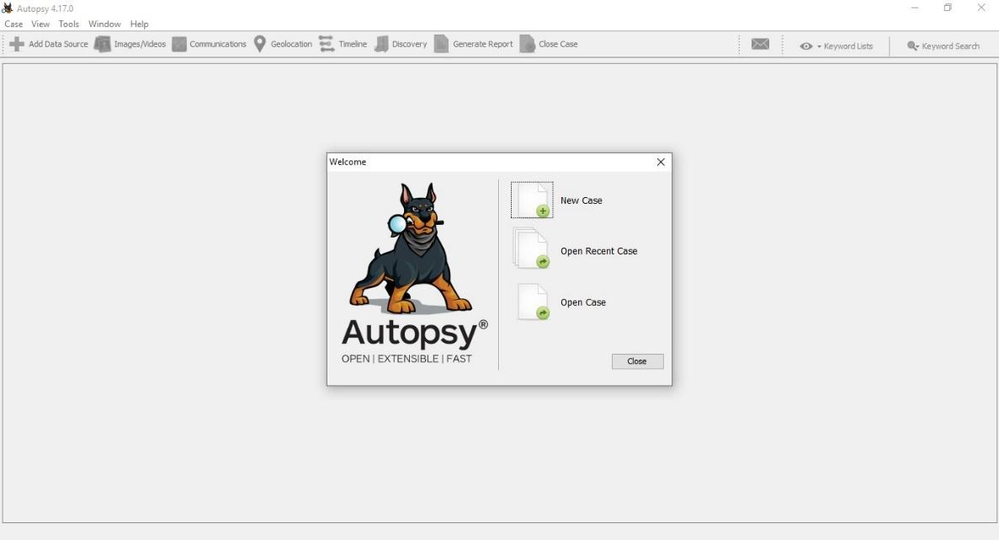 Autopsy 4.17.0
Case View Tools Window Help
Add Data Source Images/Videos Communications Geolocation Timeline Discovery Generate Report Close Case Keyword Lists Keyword Search
Welcome
New Case
Open Recent Case
Open Case
Autopsy®
OPEN | EXTENSIBLE | FAST
Close